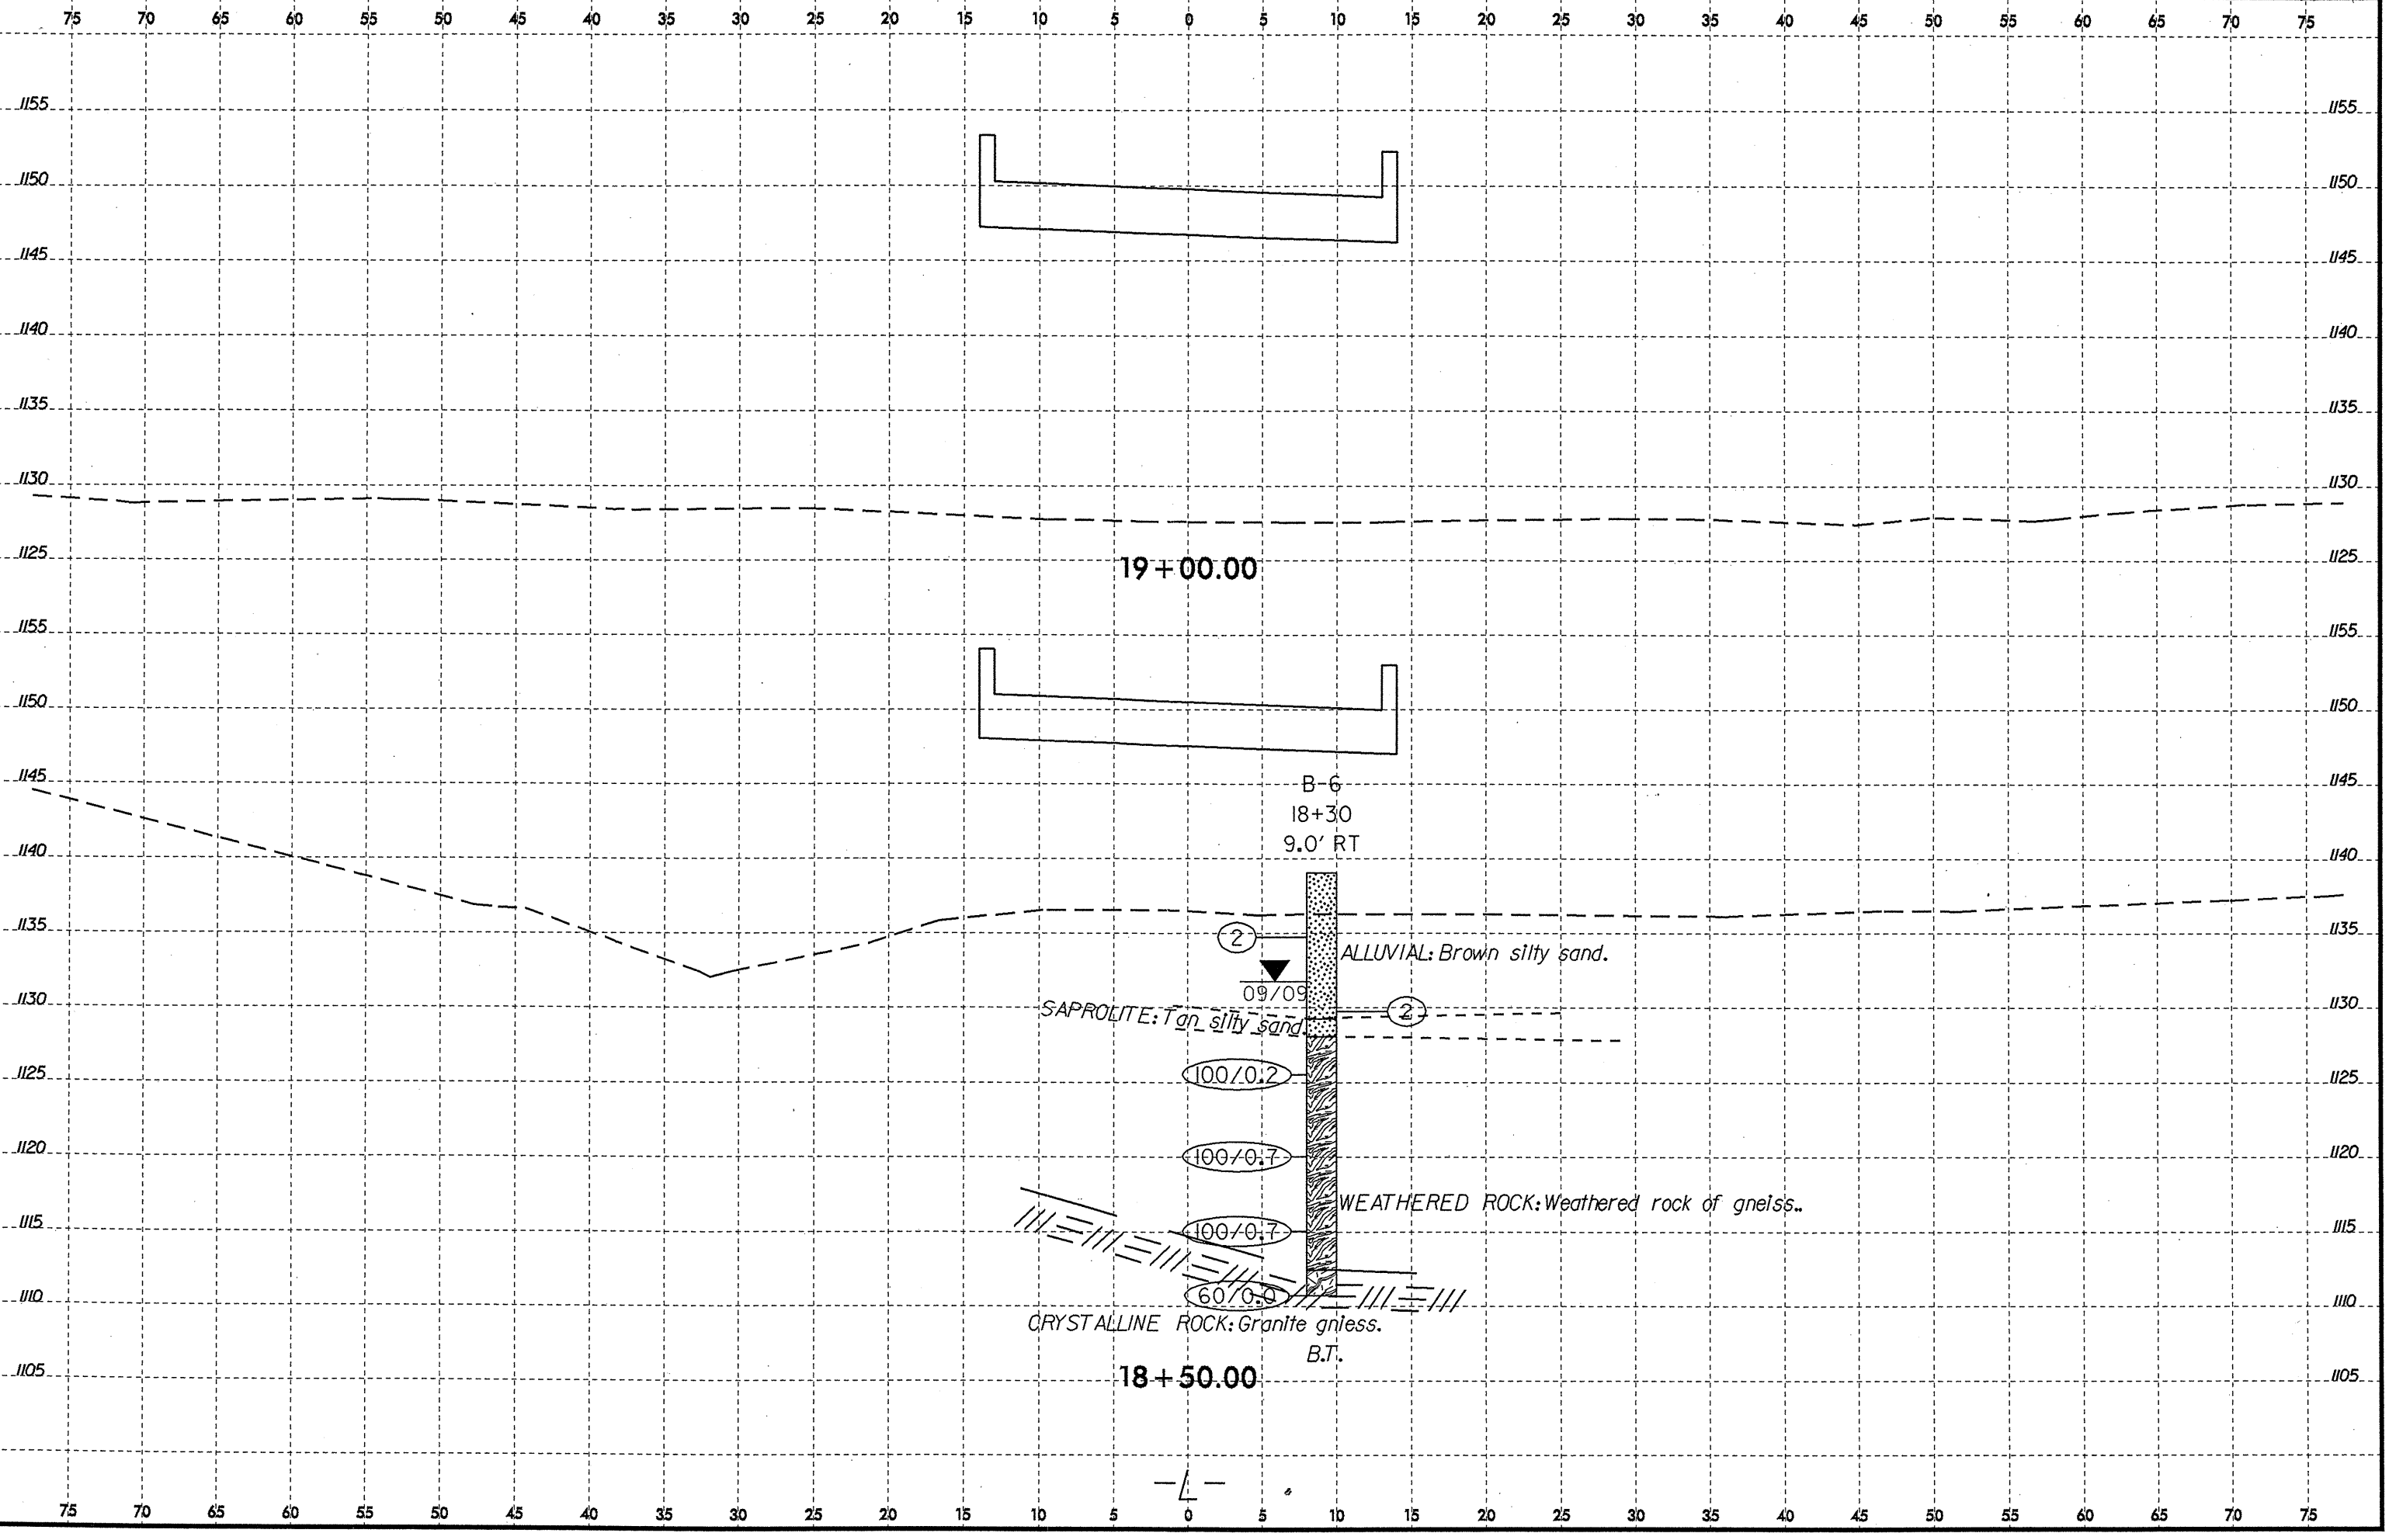 75 70 65 60 55 50 45 40 35 30 25 20 15 10 5 0 5 10 15 20 25 30 35 40 45 50 55 60 65 70 75
1155 1155
1150 1150
1145 1145
1140 1140
1135 1135
1130 1130
1125 1125
19+00.00
1155 1155
1150 1150
1145 1145
B-6
18+30
9.0' RT
1140 1140
1135 1135
2
ALLUVIAL: Brown silty sand.
09/09
1130 1130
SAPROLITE: Tan silty sand.
2
100/0.2
1125 1125
100/0.7
1120 1120
WEATHERED ROCK: Weathered rock of gneiss..
100/0.7
1115 1115
60/0.0
1110 1110
CRYSTALLINE ROCK: Granite gniess.
B.T.
18+50.00
1105 1105
-L-
75 70 65 60 55 50 45 40 35 30 25 20 15 10 5 0 5 10 15 20 25 30 35 40 45 50 55 60 65 70 75